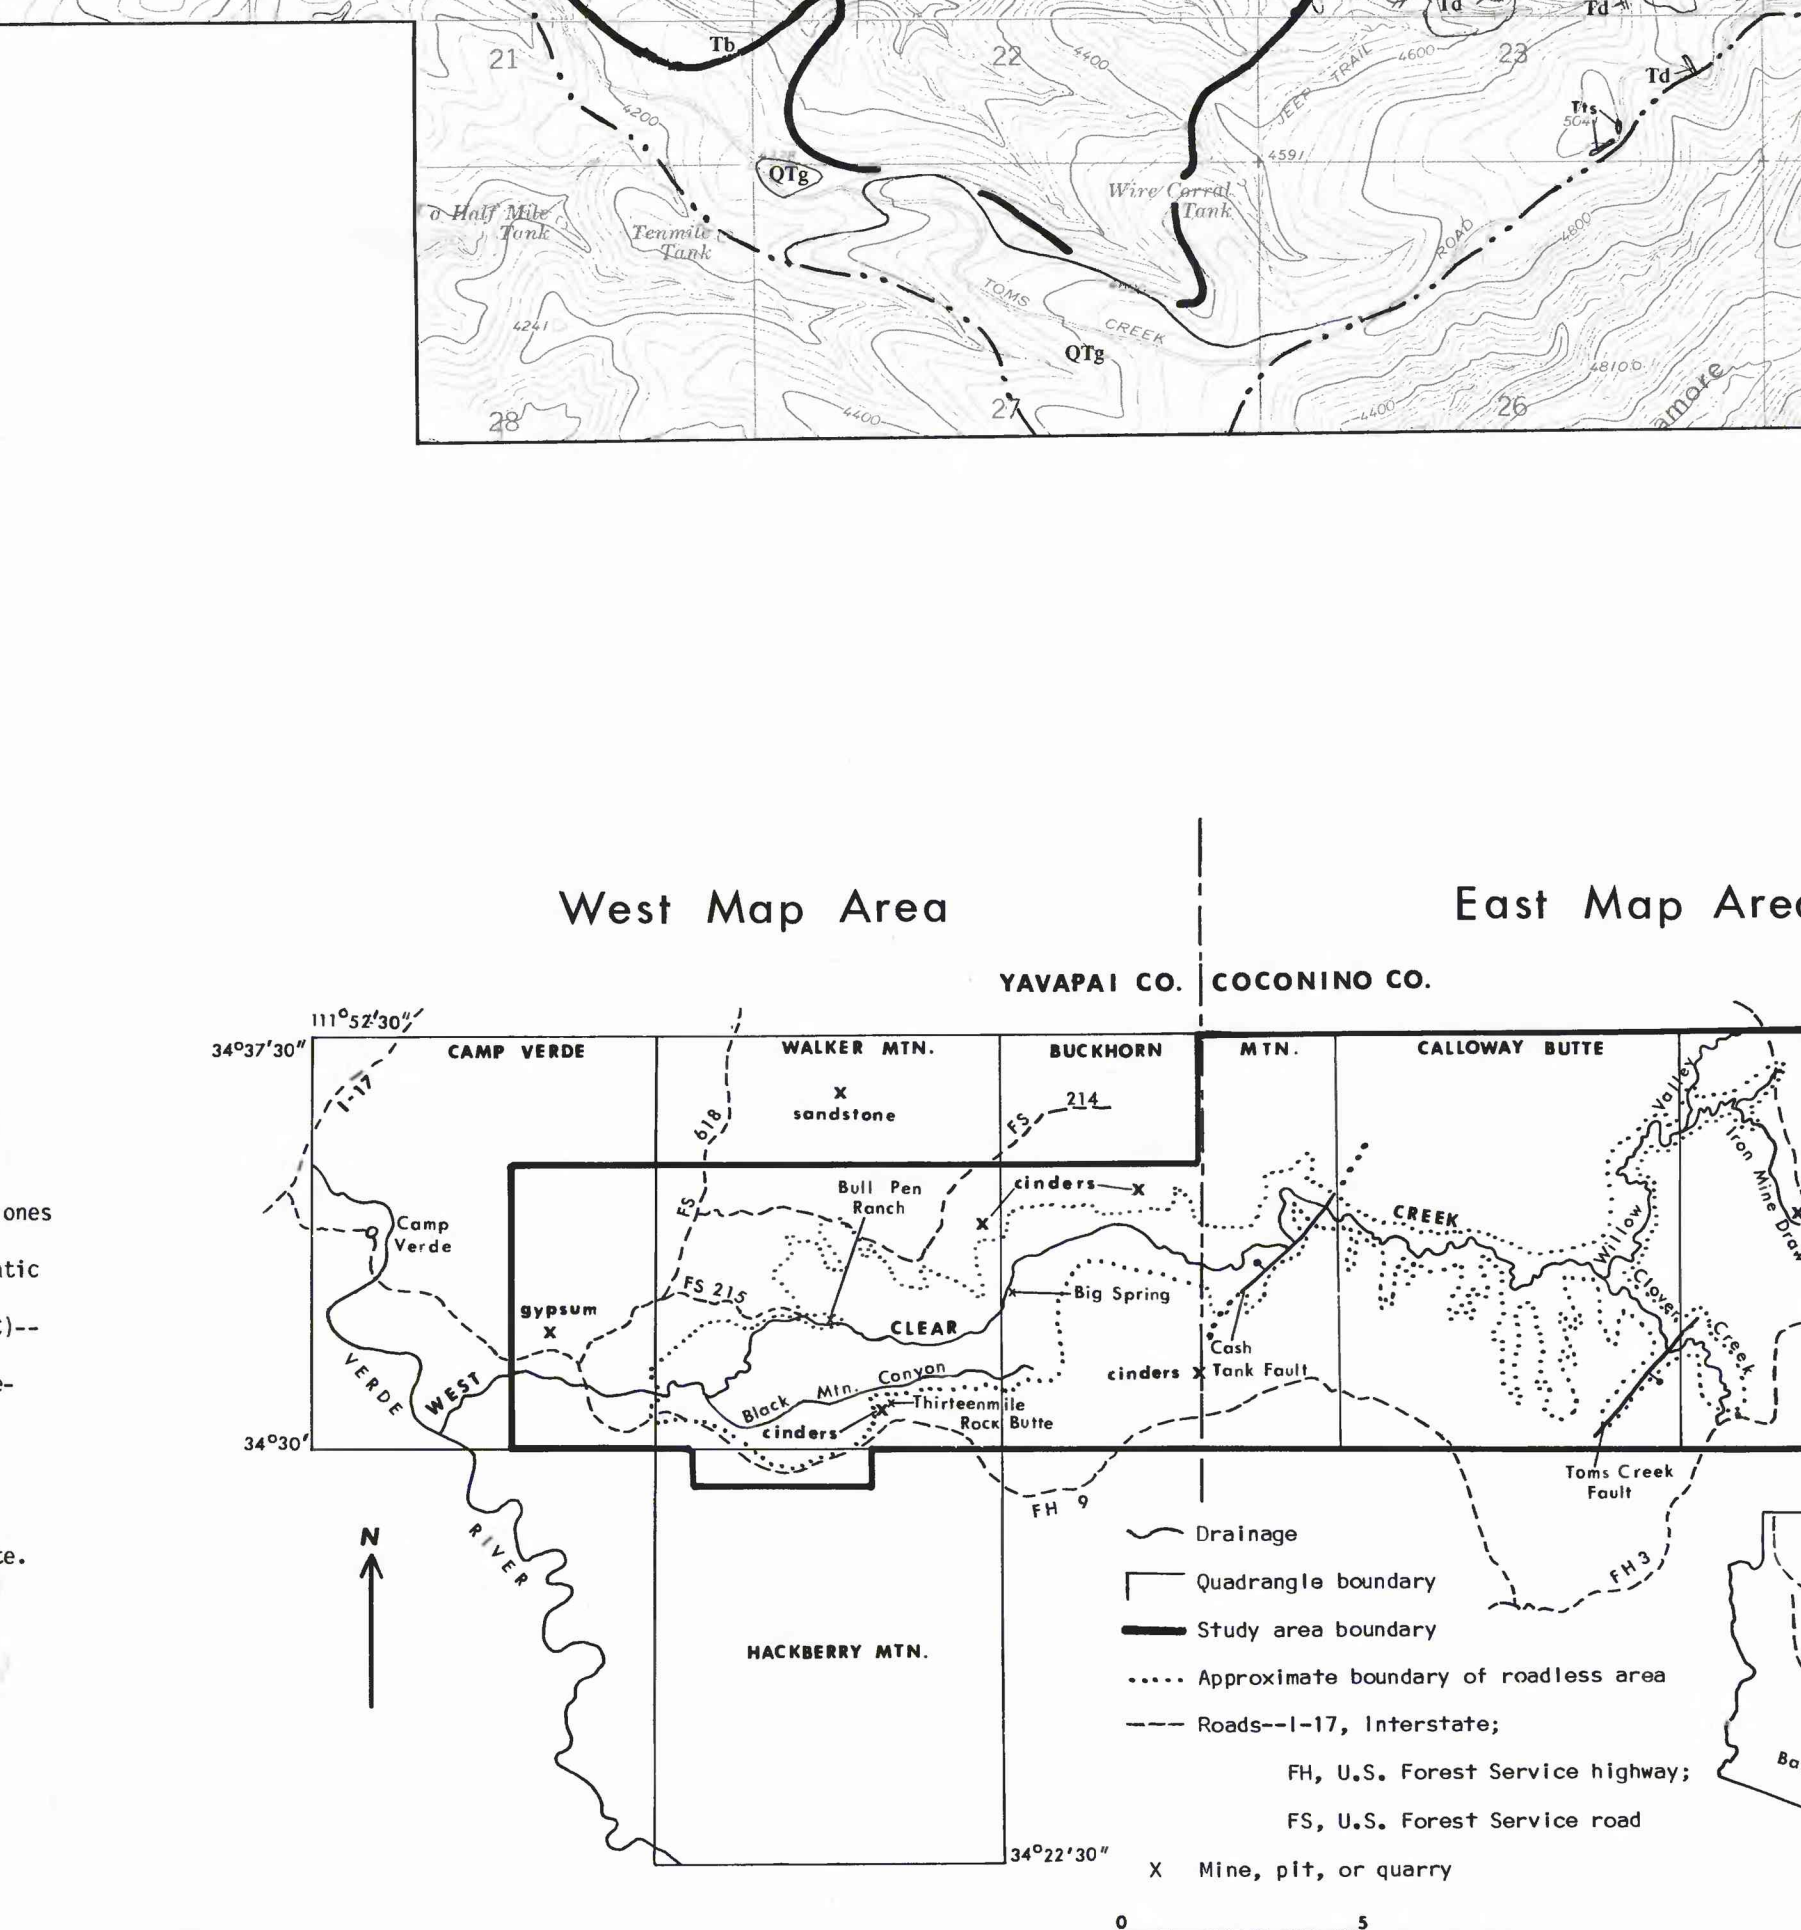 Td
Td
21
Tb
22
4400
JEEP TRAIL
4600
23
Td
4200
Tts
504
QTg
4591
Wire Corral
Tank
o Half Mile
Tank
Tenmile
Tank
ROAD
4800
TOMS
CREEK
4241
QTg
48100
28
4400
27
4400
26
amore
West Map Area
East Map Area
YAVAPAI CO. COCONINO CO.
111°52'30"
34°37'30"
CAMP VERDE
WALKER MTN.
BUCKHORN
MTN.
CALLOWAY BUTTE
I-17
X
sandstone
FS 618
FS 214
Valley
Iron Mine Draw
ones
Camp
Verde
Bull Pen
Ranch
cinders X
X
CREEK
Willow
X
tic
FS 215
gypsum
X
Big Spring
Clover Creek
)--
CLEAR
Cash
Tank Fault
VERDE
WEST
Black Mtn. Canyon
cinders X
e-
Thirteenmile
Rock Butte
cinders X
34°30'
Toms Creek
Fault
FH 9
N
RIVER
FH 3
Drainage
Quadrangle boundary
Study area boundary
Approximate boundary of roadless area
Roads--I-17, Interstate;
FH, U.S. Forest Service highway;
FS, U.S. Forest Service road
X Mine, pit, or quarry
te.
HACKBERRY MTN.
Ba
34°22'30"
0 5